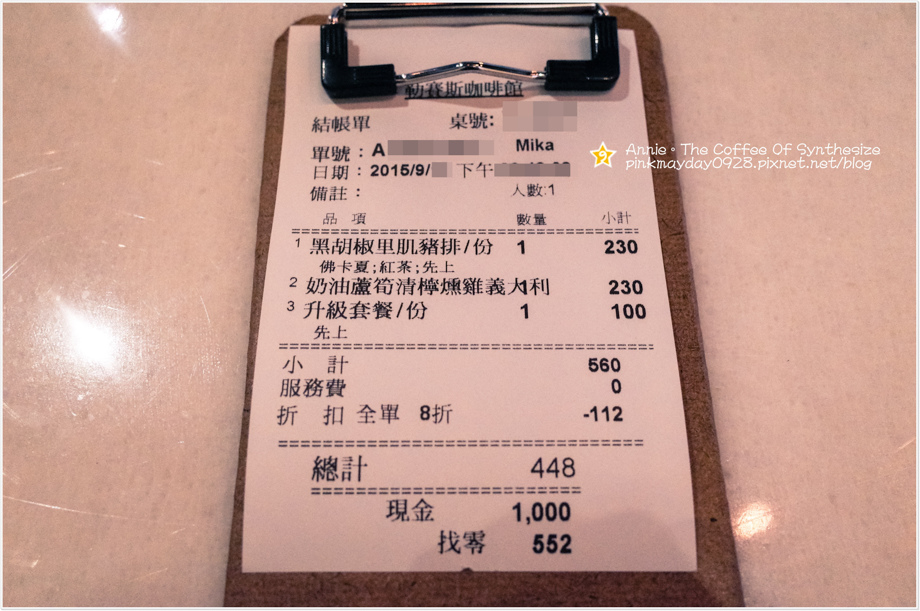 勒賽斯咖啡館
結帳單 桌號:
單號: A Mika
日期: 2015/9/ 下午
備註: 人數:1
品 項 數量 小計
1 黑胡椒里肌豬排/份 1 230
佛卡夏;紅茶;先上
2 奶油蘆筍清檸燻雞義大利 1 230
3 升級套餐/份 1 100
先上
小 計 560
服務費 0
折 扣 全單 8折 -112
總計 448
現金 1,000
找零 552
9 Annie。The Coffee Of Synthesize
pinkmayday0928.pixnet.net/blog